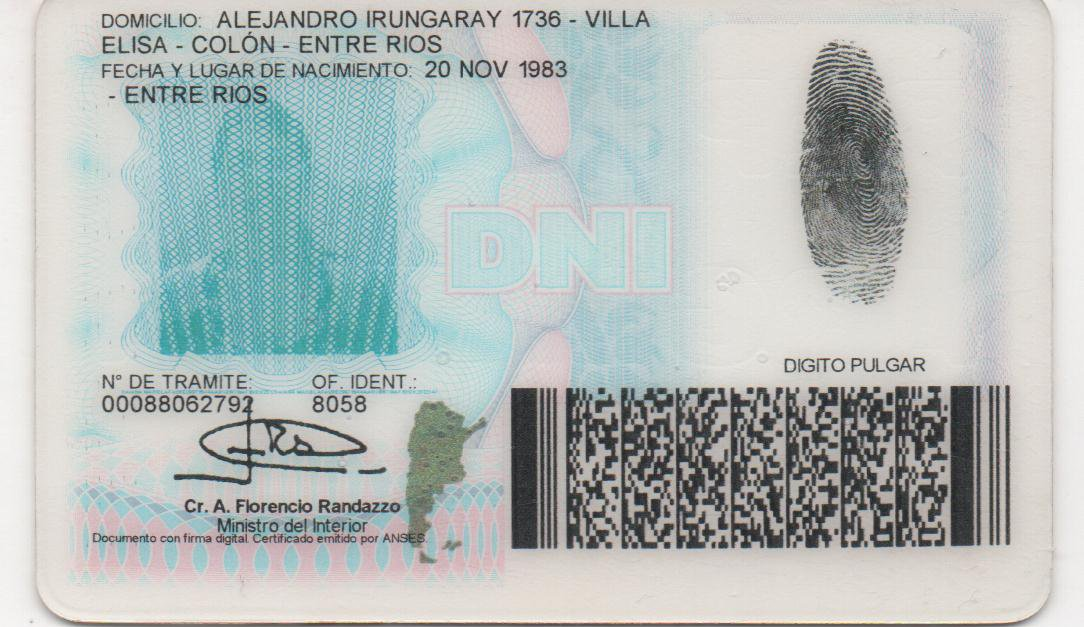 DOMICILIO: ALEJANDRO IRUNGARAY 1736 - VILLA
ELISA - COLÓN - ENTRE RIOS
FECHA Y LUGAR DE NACIMIENTO: 20 NOV 1983
- ENTRE RIOS
DNI
DIGITO PULGAR
N° DE TRAMITE: OF. IDENT.:
00088062792 8058
Cr. A. Florencio Randazzo
Ministro del Interior
Documento con firma digital. Certificado emitido por ANSES.